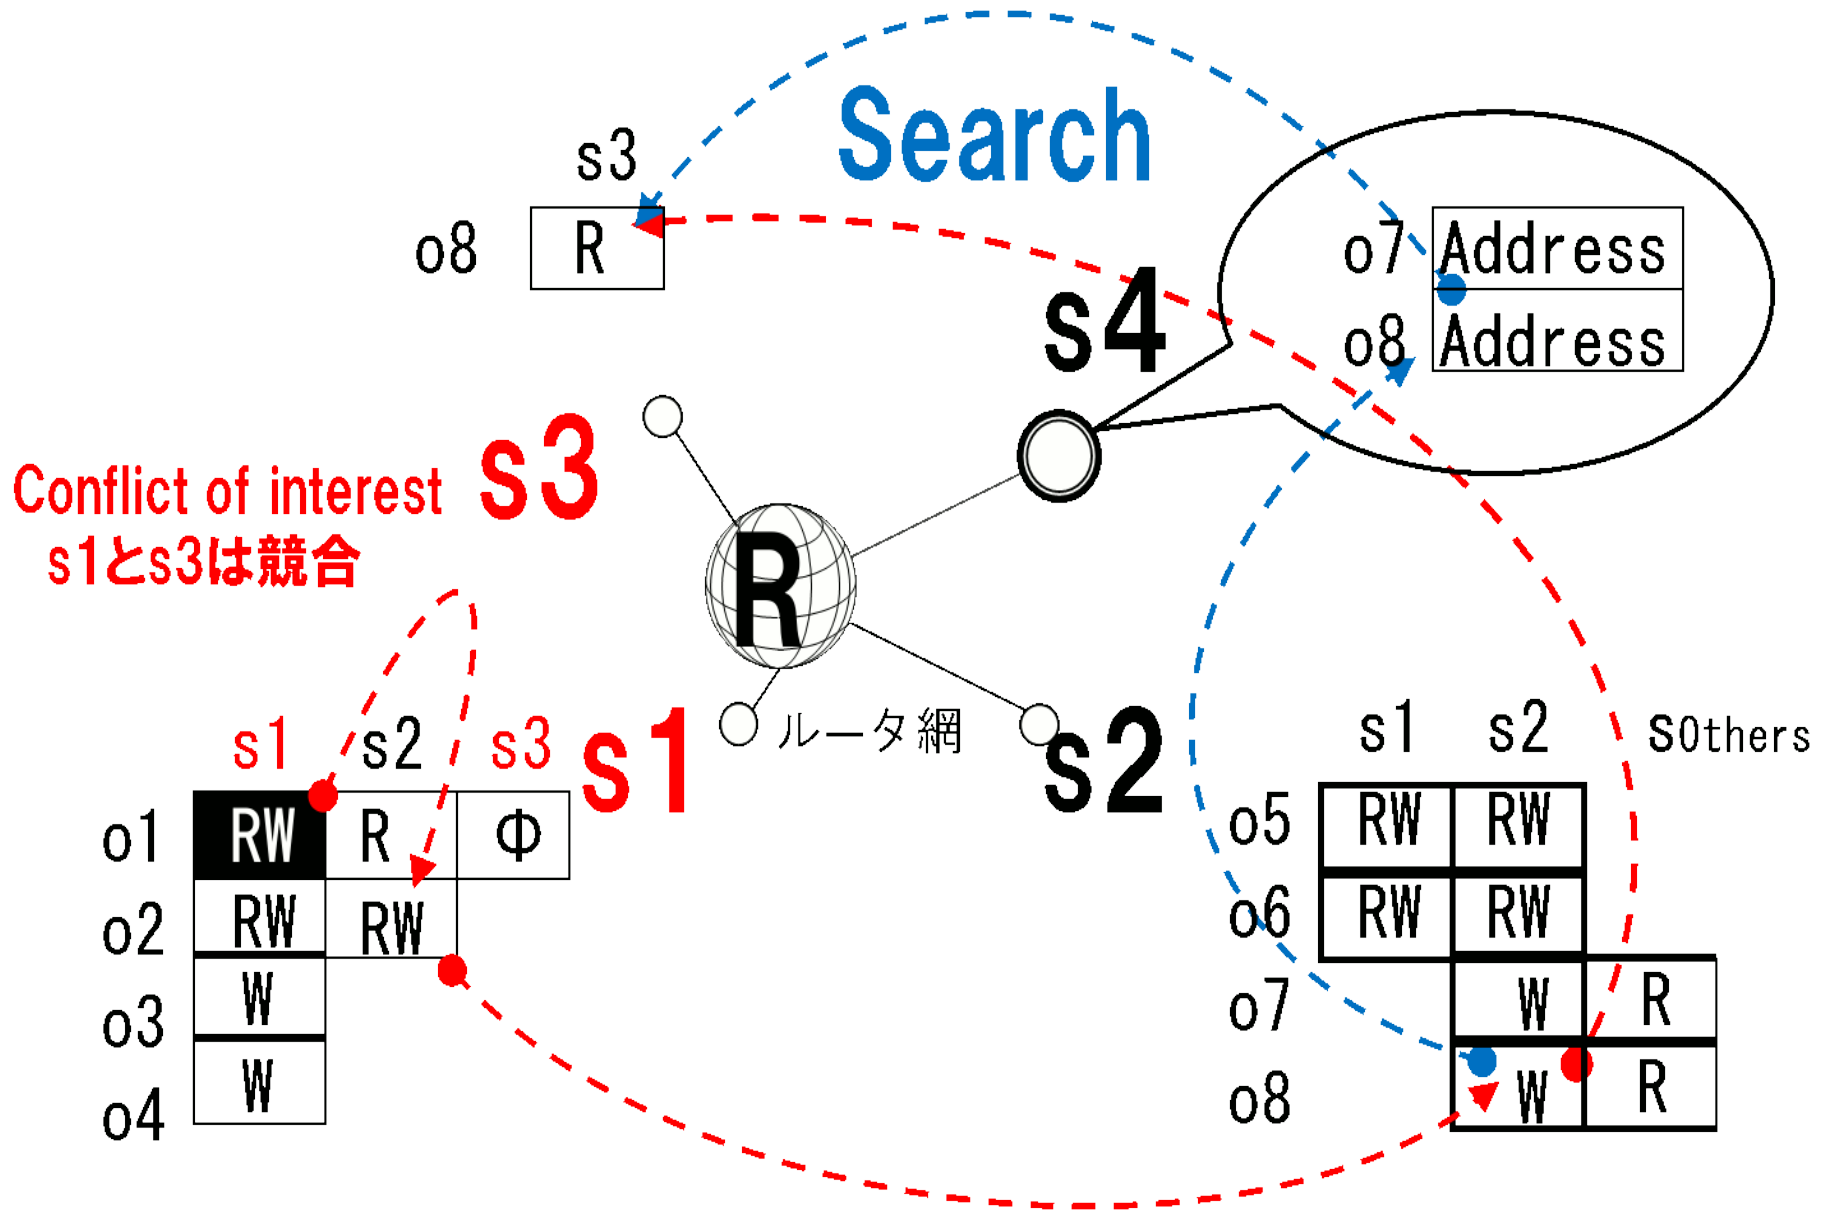 Search
s3
o8 R
o7 Address
o8 Address
s4
s3
Conflict of interest
s1とs3は競合
R
ルータ網
s1
s2
s1 s2 s3
o1 RW R Φ
o2 RW RW
o3 W
o4 W
s1 s2 sOthers
o5 RW RW
o6 RW RW
o7 W R
o8 W R